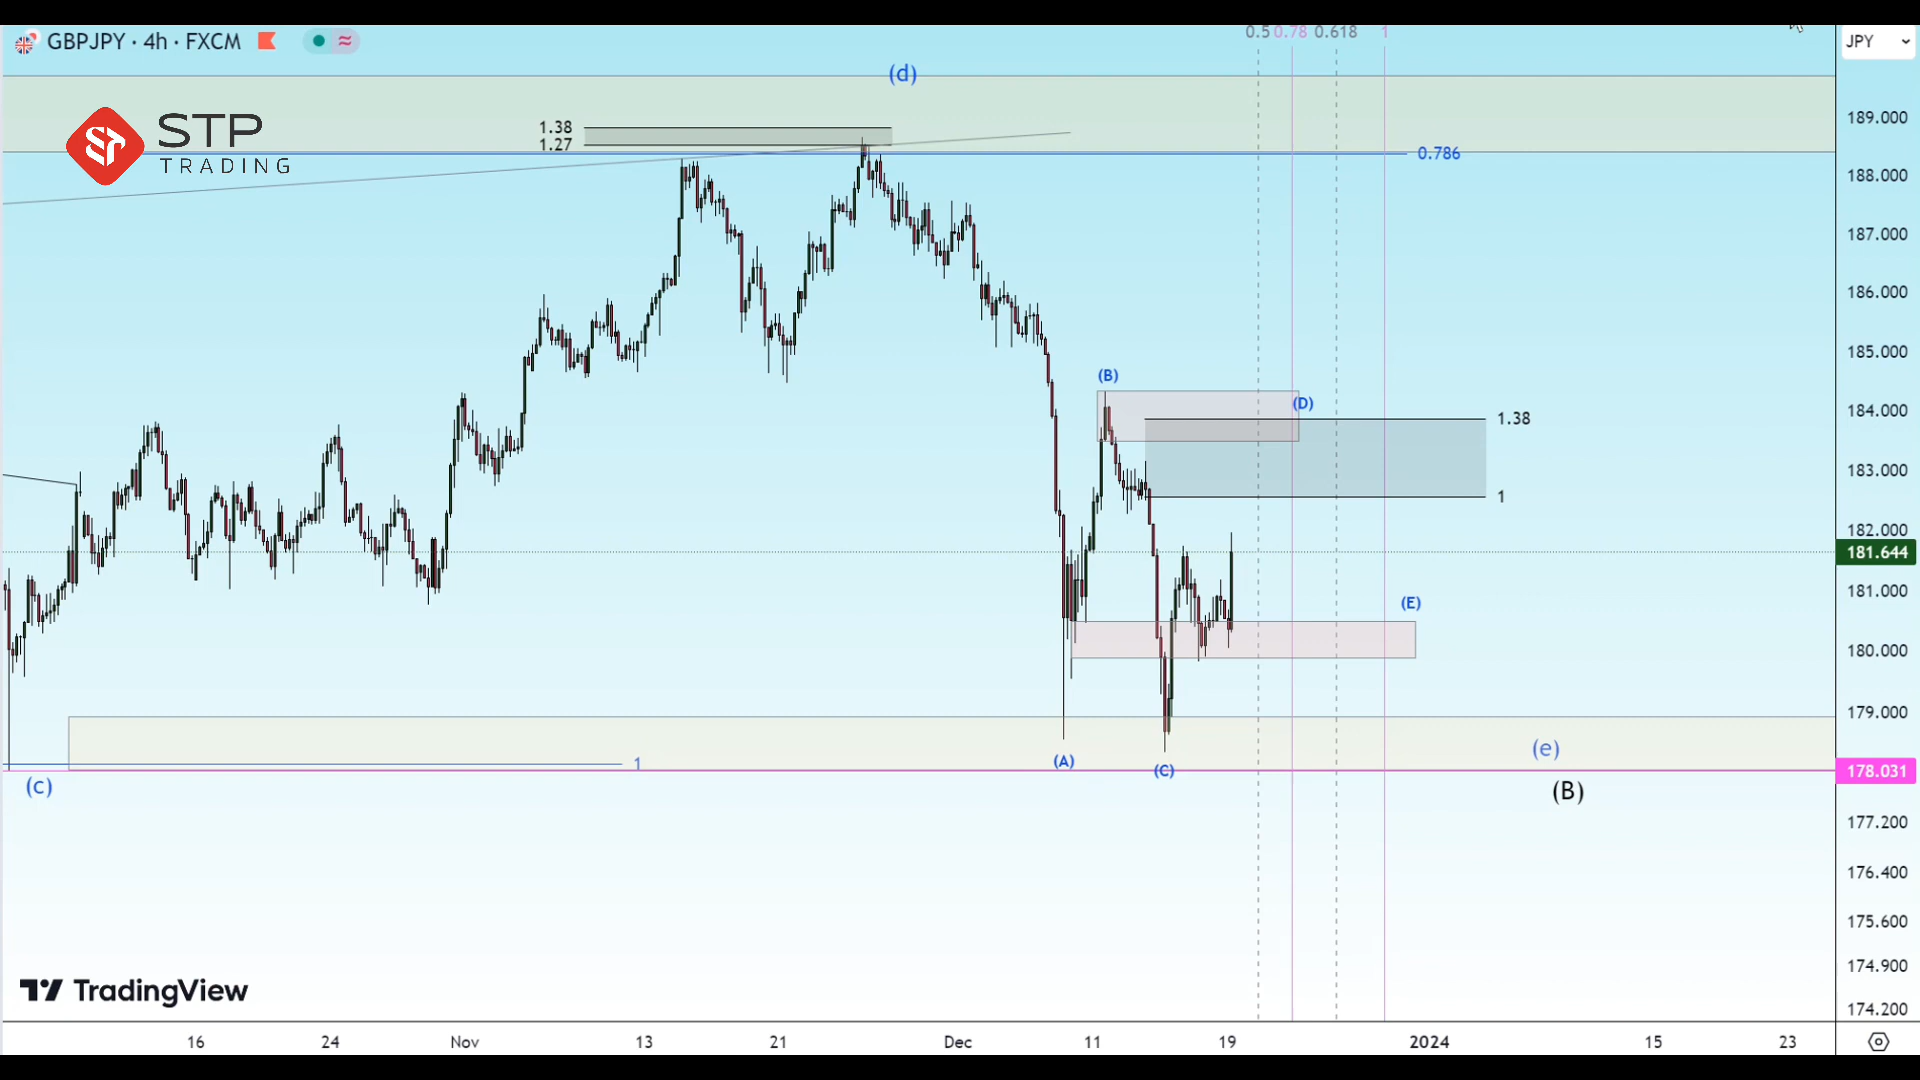 GBPJPY · 4h · FXCM
0.5 0.78 0.618 1
JPY
(d)
STP
TRADING
1.38
1.27
0.786
189.000
188.000
187.000
186.000
185.000
184.000
183.000
182.000
181.644
181.000
180.000
179.000
178.031
177.200
176.400
175.600
174.900
174.200
(B)
(D)
1.38
1
(E)
(A)
(C)
1
(c)
(e)
(B)
TradingView
16 24 Nov 13 21 Dec 11 19 2024 15 23